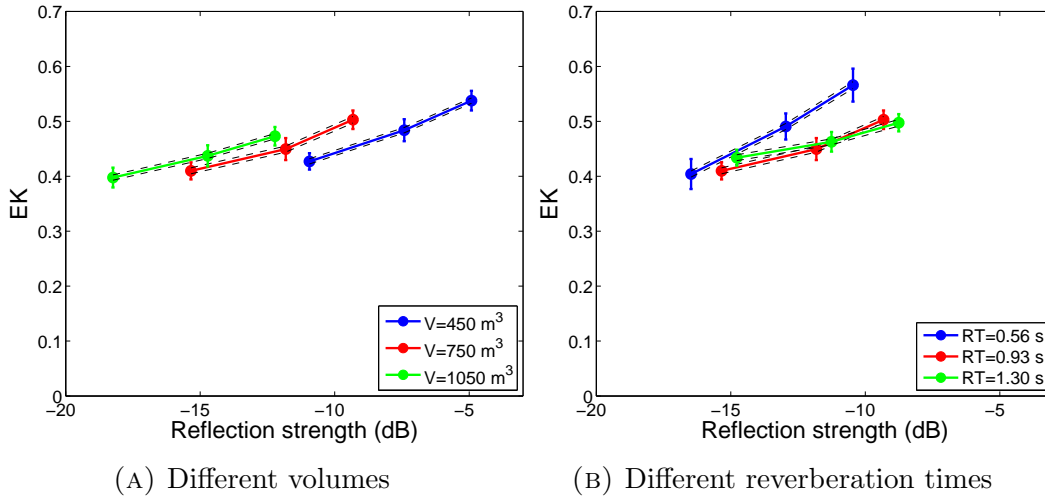 0.7
0.6
0.5
0.4
0.3
0.2
0.1
0
EK
−20
−15
−10
−5
Reflection strength (dB)
V=450 m³
V=750 m³
V=1050 m³
(A) Different volumes
0.7
0.6
0.5
0.4
0.3
0.2
0.1
0
EK
−20
−15
−10
−5
Reflection strength (dB)
RT=0.56 s
RT=0.93 s
RT=1.30 s
(B) Different reverberation times